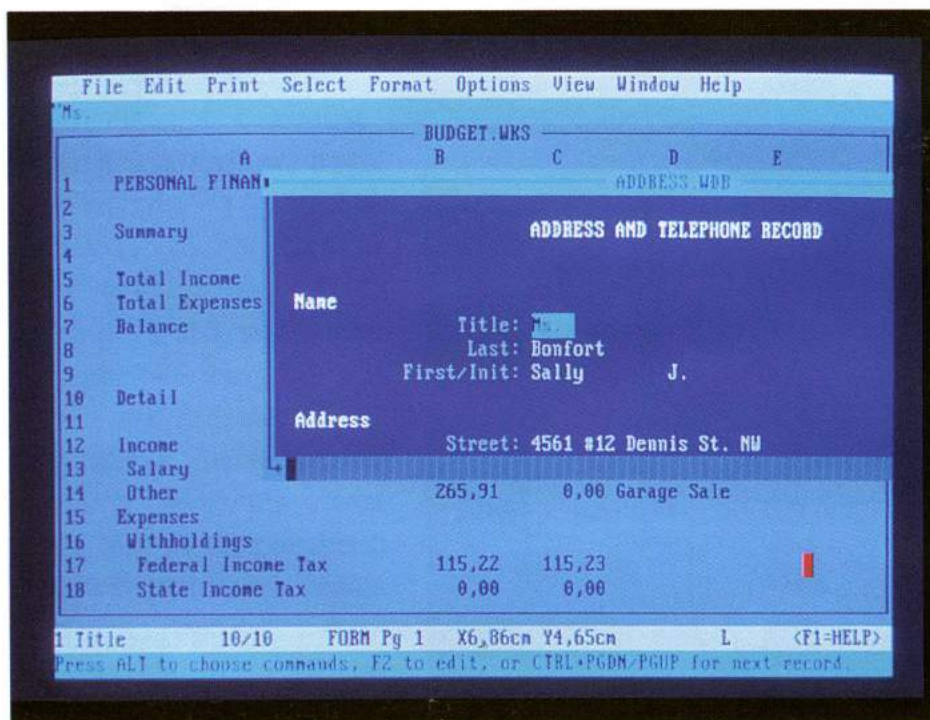 File Edit Print Select Format Options View Window Help
"Ms.
BUDGET.WKS
A B C D E
1 PERSONAL FINAN
ADDRESS.WDB
2
3 Summary
ADDRESS AND TELEPHONE RECORD
4
5 Total Income
6 Total Expenses
Name
7 Balance
Title: Ms.
8
Last: Bonfort
9
First/Init: Sally J.
10 Detail
11
Address
12 Income
Street: 4561 #12 Dennis St. NW
13 Salary
14 Other 265,91 0,00 Garage Sale
15 Expenses
16 Withholdings
17 Federal Income Tax 115,22 115,23
18 State Income Tax 0,00 0,00
1 Title 10/10 FORM Pg 1 X6,86cm Y4,65cm L <F1=HELP>
Press ALT to choose commands, F2 to edit, or CTRL+PGDN/PGUP for next record.